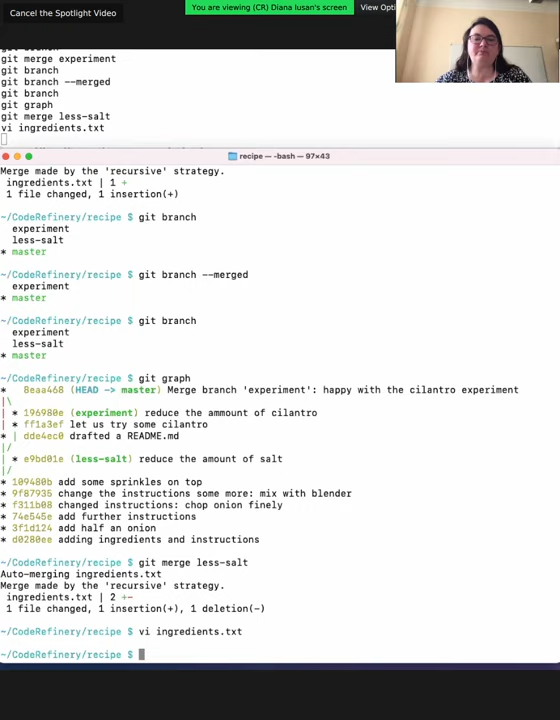 Cancel the Spotlight Video
You are viewing (CR) Diana Iusan's screen
View Opti
git branch
git merge experiment
git branch
git branch --merged
git branch
git graph
git merge less-salt
vi ingredients.txt
recipe — -bash — 97×43
Merge made by the 'recursive' strategy.
ingredients.txt | 1 +
1 file changed, 1 insertion(+)
~/CodeRefinery/recipe $ git branch
experiment
less-salt
* master
~/CodeRefinery/recipe $ git branch --merged
experiment
* master
~/CodeRefinery/recipe $ git branch
experiment
less-salt
* master
~/CodeRefinery/recipe $ git graph
*   8eaa468 (HEAD -> master) Merge branch 'experiment': happy with the cilantro experiment
|\
| * 196980e (experiment) reduce the ammount of cilantro
| * ff1a3ef let us try some cilantro
* | dde4ec0 drafted a README.md
|/
| * e9bd01e (less-salt) reduce the amount of salt
|/
* 109480b add some sprinkles on top
* 9f87935 change the instructions some more: mix with blender
* f311b08 changed instructions: chop onion finely
* 74e545e add further instructions
* 3f1d124 add half an onion
* d0280ee adding ingredients and instructions
~/CodeRefinery/recipe $ git merge less-salt
Auto-merging ingredients.txt
Merge made by the 'recursive' strategy.
ingredients.txt | 2 +-
1 file changed, 1 insertion(+), 1 deletion(-)
~/CodeRefinery/recipe $ vi ingredients.txt
~/CodeRefinery/recipe $